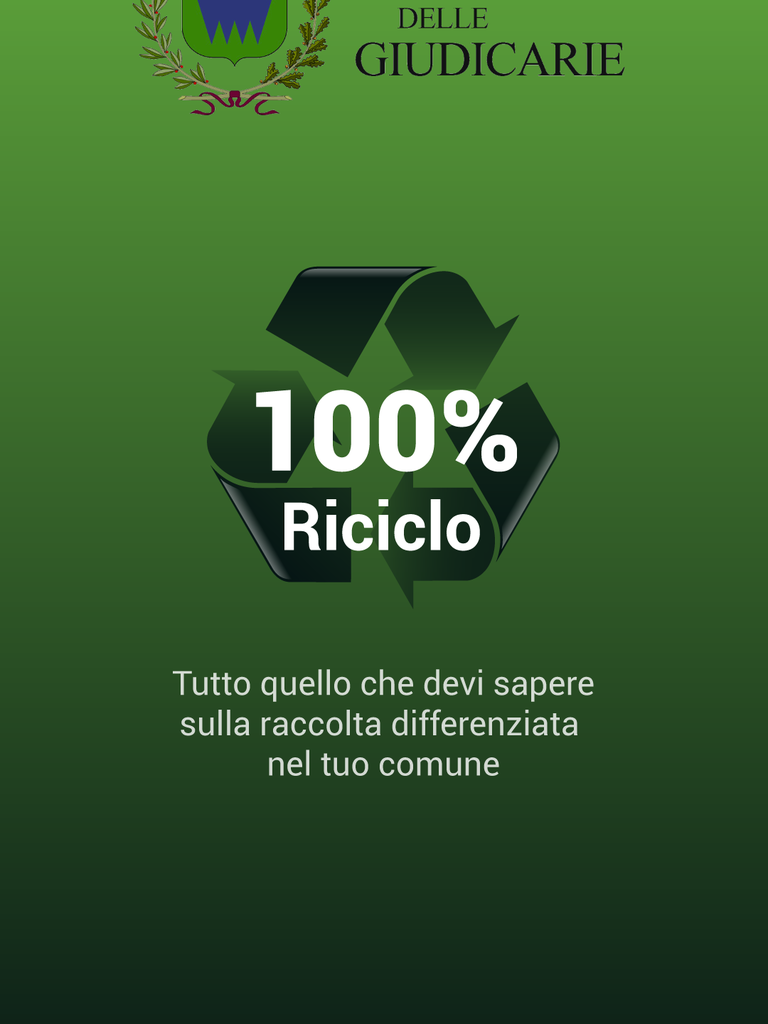 DELLE
GIUDICARIE
100%
Riciclo
Tutto quello che devi sapere
sulla raccolta differenziata
nel tuo comune